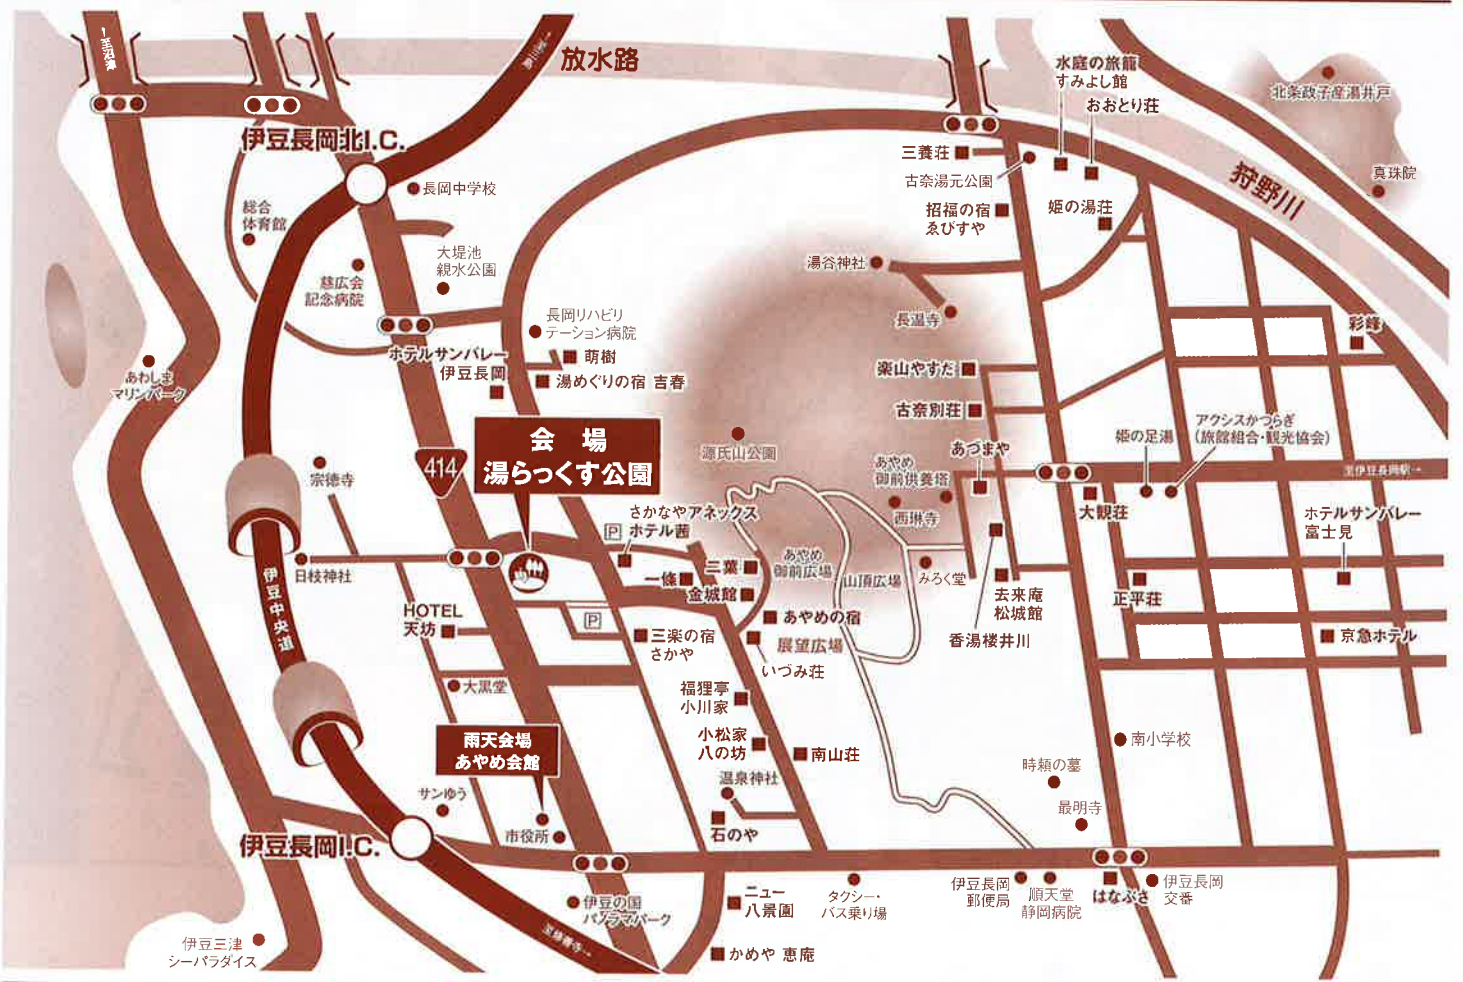 ←至沼津
放水路
水庭の旅籠
すみよし館
おおとり荘
北条政子産湯井戸
伊豆長岡北I.C.
三養荘
古奈湯元公園
狩野川
真珠院
長岡中学校
総合
体育館
招福の宿
ゑびすや
姫の湯荘
大堤池
親水公園
慈広会
記念病院
湯谷神社
長温寺
長岡リハビリ
テーション病院
彩峰
ホテルサンバレー
伊豆長岡
萌樹
湯めぐりの宿 吉春
楽山やすだ
あわしま
マリンパーク
古奈別荘
会 場
湯らっくす公園
源氏山公園
あづまや
姫の足湯
アクシスかつらぎ
(旅館組合・観光協会)
414
宗徳寺
あやめ
御前供養塔
至伊豆長岡駅→
西琳寺
大観荘
ホテルサンバレー
富士見
さかなやアネックス
ホテル茜
P
日枝神社
伊豆中央道
二葉
一條
金城館
あやめ
御前広場
山頂広場
みろく堂
去来庵
松城館
正平荘
HOTEL
天坊
P
三楽の宿
さかや
あやめの宿
展望広場
いづみ荘
香湯楼井川
京急ホテル
大黒堂
福狸亭
小川家
雨天会場
あやめ会館
小松家
八の坊
南山荘
南小学校
温泉神社
時頼の墓
サンゆう
最明寺
市役所
石のや
伊豆長岡I.C.
伊豆の国
パノラマパーク
ニュー
八景園
タクシー・
バス乗り場
伊豆長岡
郵便局
順天堂
静岡病院
はなぶさ
伊豆長岡
交番
至修善寺→
かめや 恵庵
伊豆三津
シーパラダイス